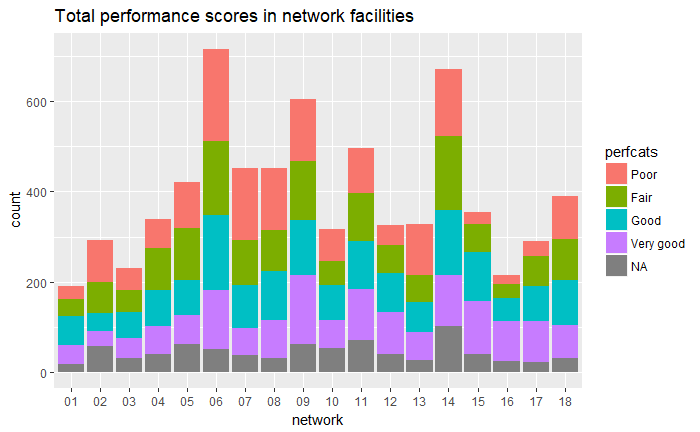 Total performance scores in network facilities
count
600
400
200
0
01 02 03 04 05 06 07 08 09 10 11 12 13 14 15 16 17 18
network
perfcats
Poor
Fair
Good
Very good
NA